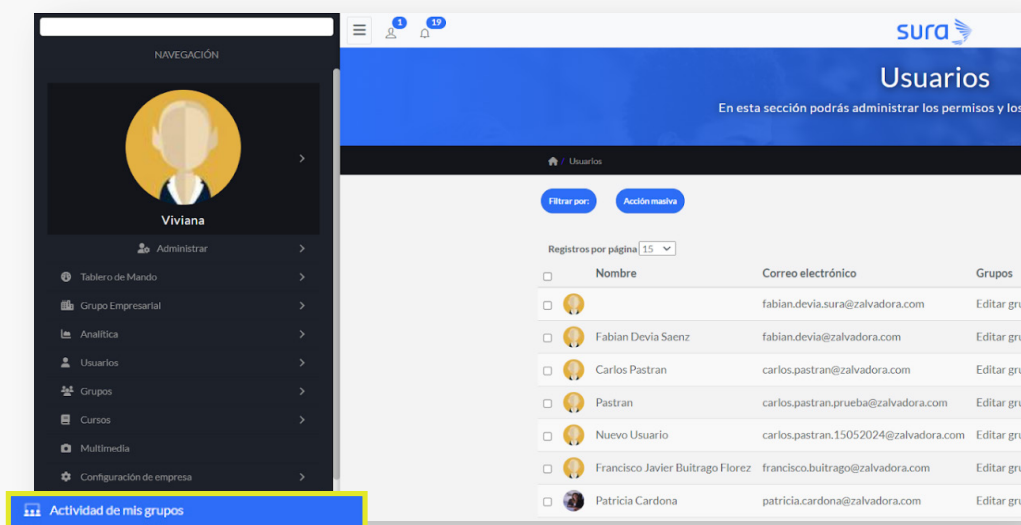 1
19
sura
NAVEGACIÓN
Viviana
Administrar
Tablero de Mando
Grupo Empresarial
Analítica
Usuarios
Grupos
Cursos
Multimedia
Configuración de empresa
Actividad de mis grupos
Usuarios
En esta sección podrás administrar los permisos y los
/ Usuarios
Filtrar por:
Acción masiva
Registros por página 15
Nombre Correo electrónico Grupos
fabian.devia.sura@zalvadora.com Editar gru
Fabian Devia Saenz fabian.devia@zalvadora.com Editar gru
Carlos Pastran carlos.pastran@zalvadora.com Editar gru
Pastran carlos.pastran.prueba@zalvadora.com Editar gru
Nuevo Usuario carlos.pastran.15052024@zalvadora.com Editar gru
Francisco Javier Buitrago Florez francisco.buitrago@zalvadora.com Editar gru
Patricia Cardona patricia.cardona@zalvadora.com Editar gru